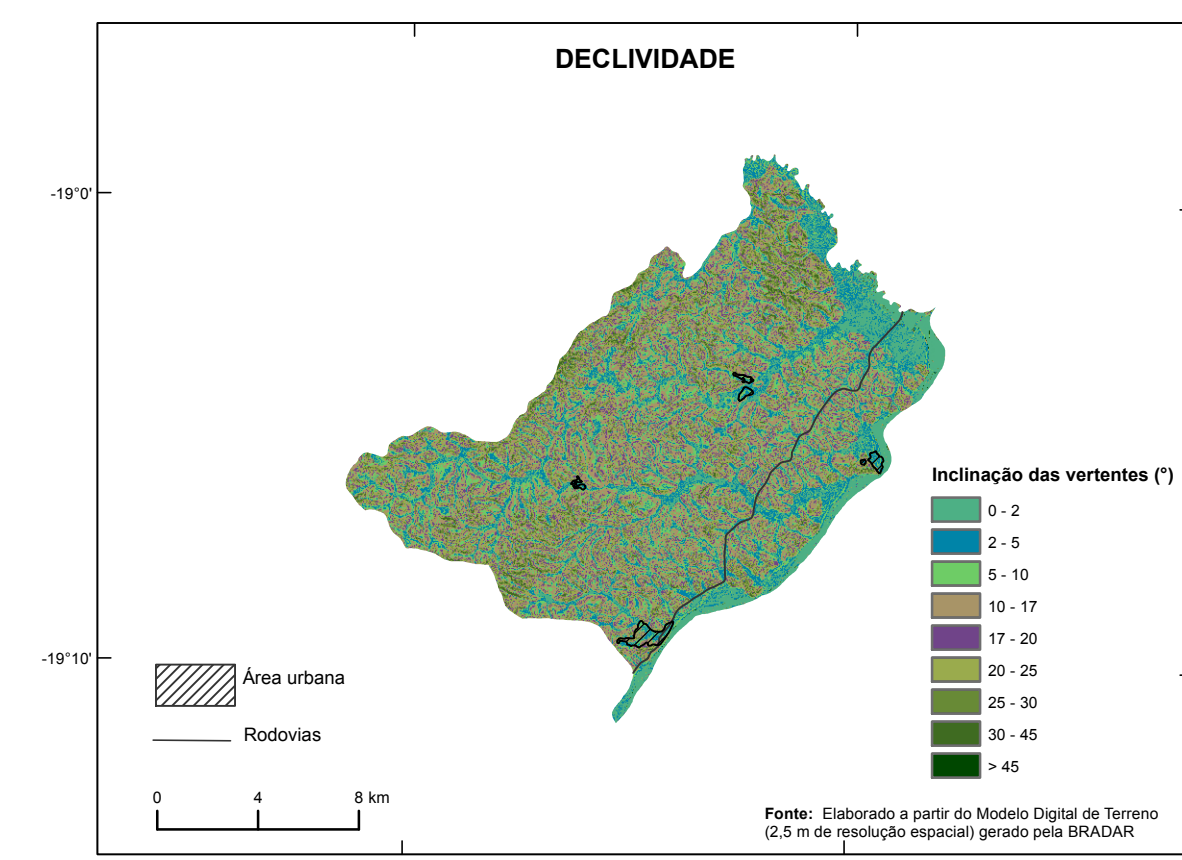 DECLIVIDADE
-19°0'
Inclinação das vertentes (°)
0 - 2
2 - 5
5 - 10
10 - 17
17 - 20
20 - 25
25 - 30
30 - 45
> 45
-19°10'
Área urbana
Rodovias
0 4 8 km
Fonte: Elaborado a partir do Modelo Digital de Terreno
(2,5 m de resolução espacial) gerado pela BRADAR